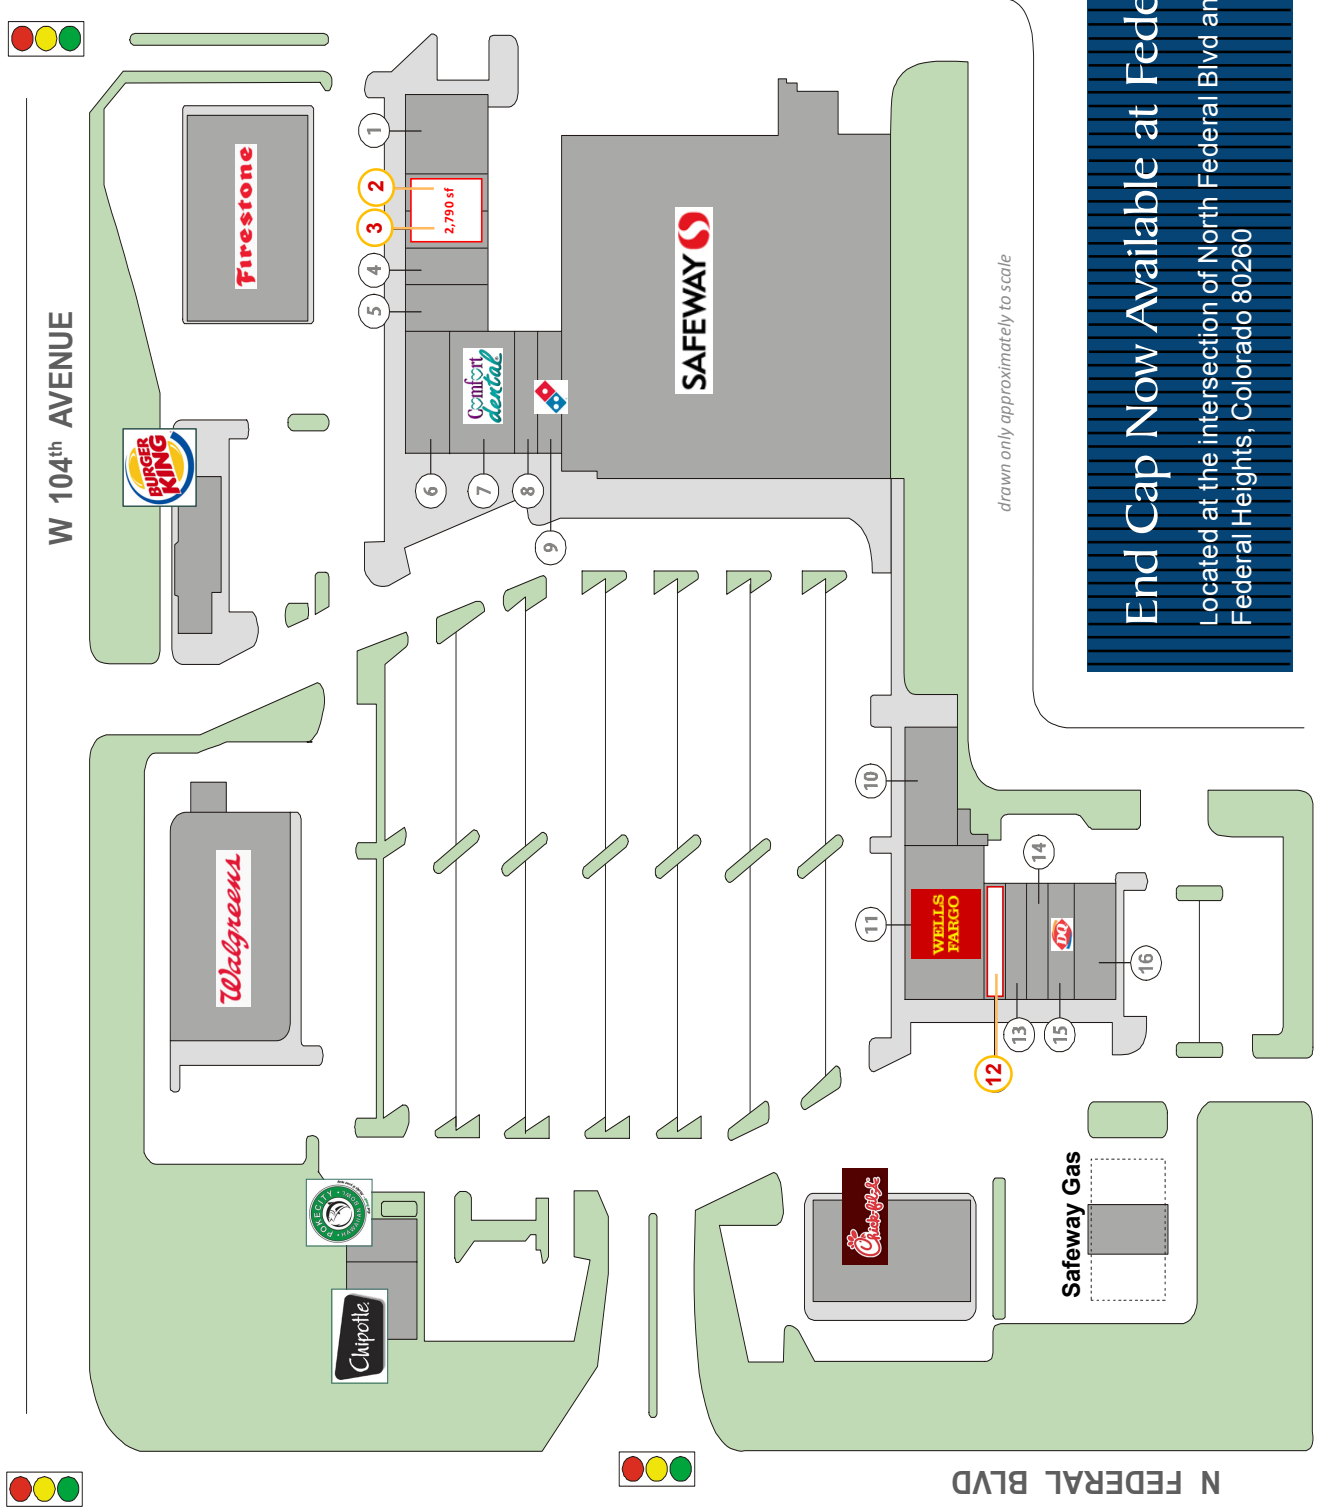 W 104th AVENUE
N FEDERAL BLVD
Firestone
BURGER
KING
Walgreens
POKECITY
HAWAIIAN BOWL
Chipotle
1
2
3
2,790 sf
4
5
6
7
Comfort
dental
8
9
SAFEWAY
10
11
WELLS
FARGO
12
13
14
15
DQ
16
Chick-fil-A
Safeway Gas
drawn only approximately to scale
End Cap Now Available at Fede
Located at the intersection of North Federal Blvd an
Federal Heights, Colorado 80260